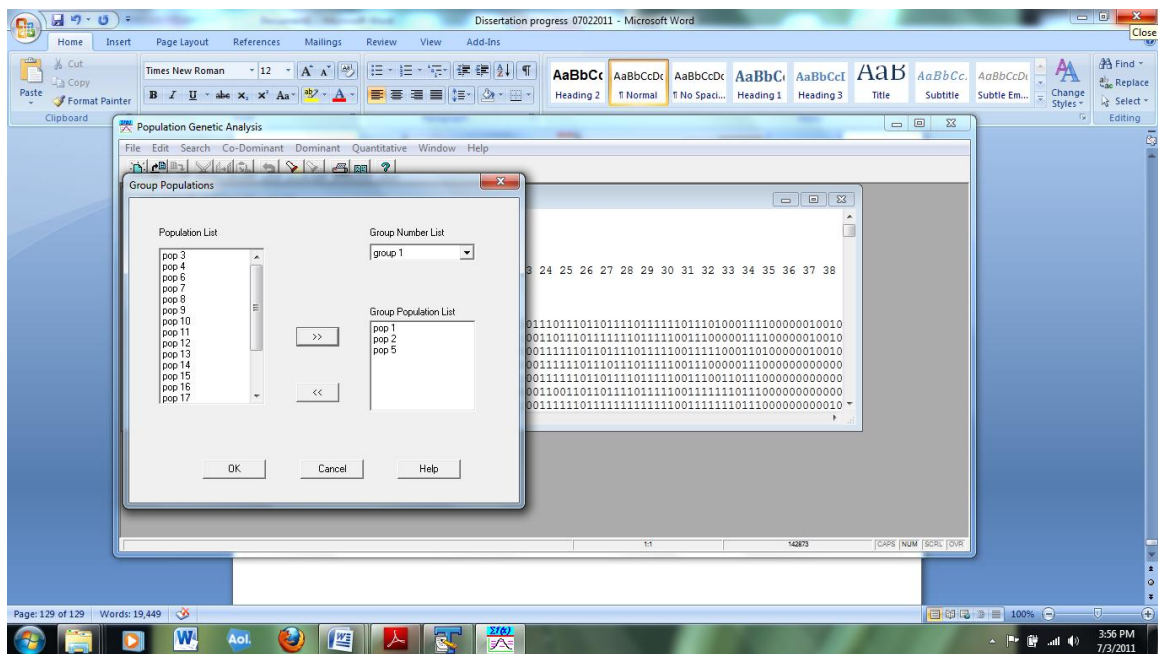 Dissertation progress 07022011 - Microsoft Word
Close
Home Insert Page Layout References Mailings Review View Add-Ins
Paste
Cut
Copy
Format Painter
Clipboard
Times New Roman 12
AaBbCc AaBbCcDc AaBbCcDc AaBbC AaBbCcI AaB AaBbCc. AaBbCcDc
Heading 2 ¶ Normal ¶ No Spaci... Heading 1 Heading 3 Title Subtitle Subtle Em...
Change Styles
Find
Replace
Select
Editing
Population Genetic Analysis
File Edit Search Co-Dominant Dominant Quantitative Window Help
Group Populations
Population List
pop 3
pop 4
pop 6
pop 7
pop 8
pop 9
pop 10
pop 11
pop 12
pop 13
pop 14
pop 15
pop 16
pop 17
>>
<<
Group Number List
group 1
Group Population List
pop 1
pop 2
pop 5
OK Cancel Help
24 25 26 27 28 29 30 31 32 33 34 35 36 37 38
1:1 142873 CAPS NUM SCRL OVR
Page: 129 of 129 Words: 19,449 100%
Aol.
3:56 PM
7/3/2011